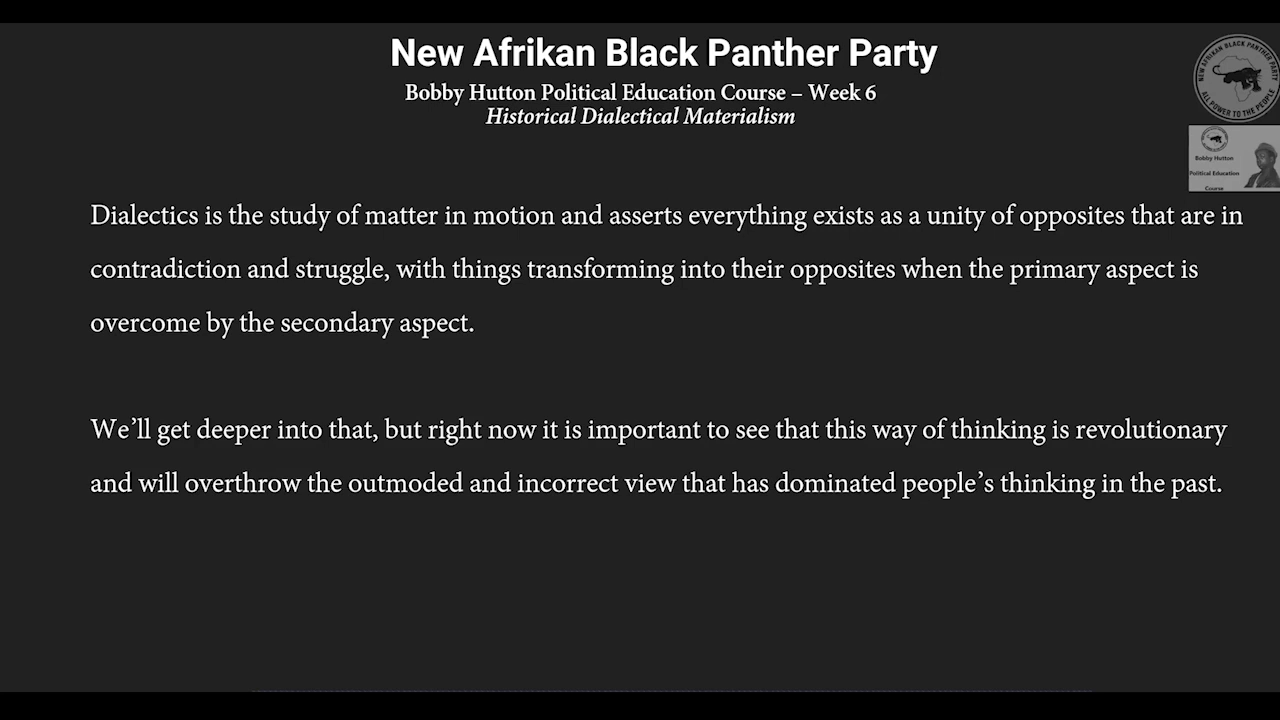 New Afrikan Black Panther Party
Bobby Hutton Political Education Course – Week 6
Historical Dialectical Materialism
NEW AFRIKAN BLACK PANTHER PARTY
ALL POWER TO THE PEOPLE
Bobby Hutton
Political Education
Course
Dialectics is the study of matter in motion and asserts everything exists as a unity of opposites that are in
contradiction and struggle, with things transforming into their opposites when the primary aspect is
overcome by the secondary aspect.
We’ll get deeper into that, but right now it is important to see that this way of thinking is revolutionary
and will overthrow the outmoded and incorrect view that has dominated people’s thinking in the past.